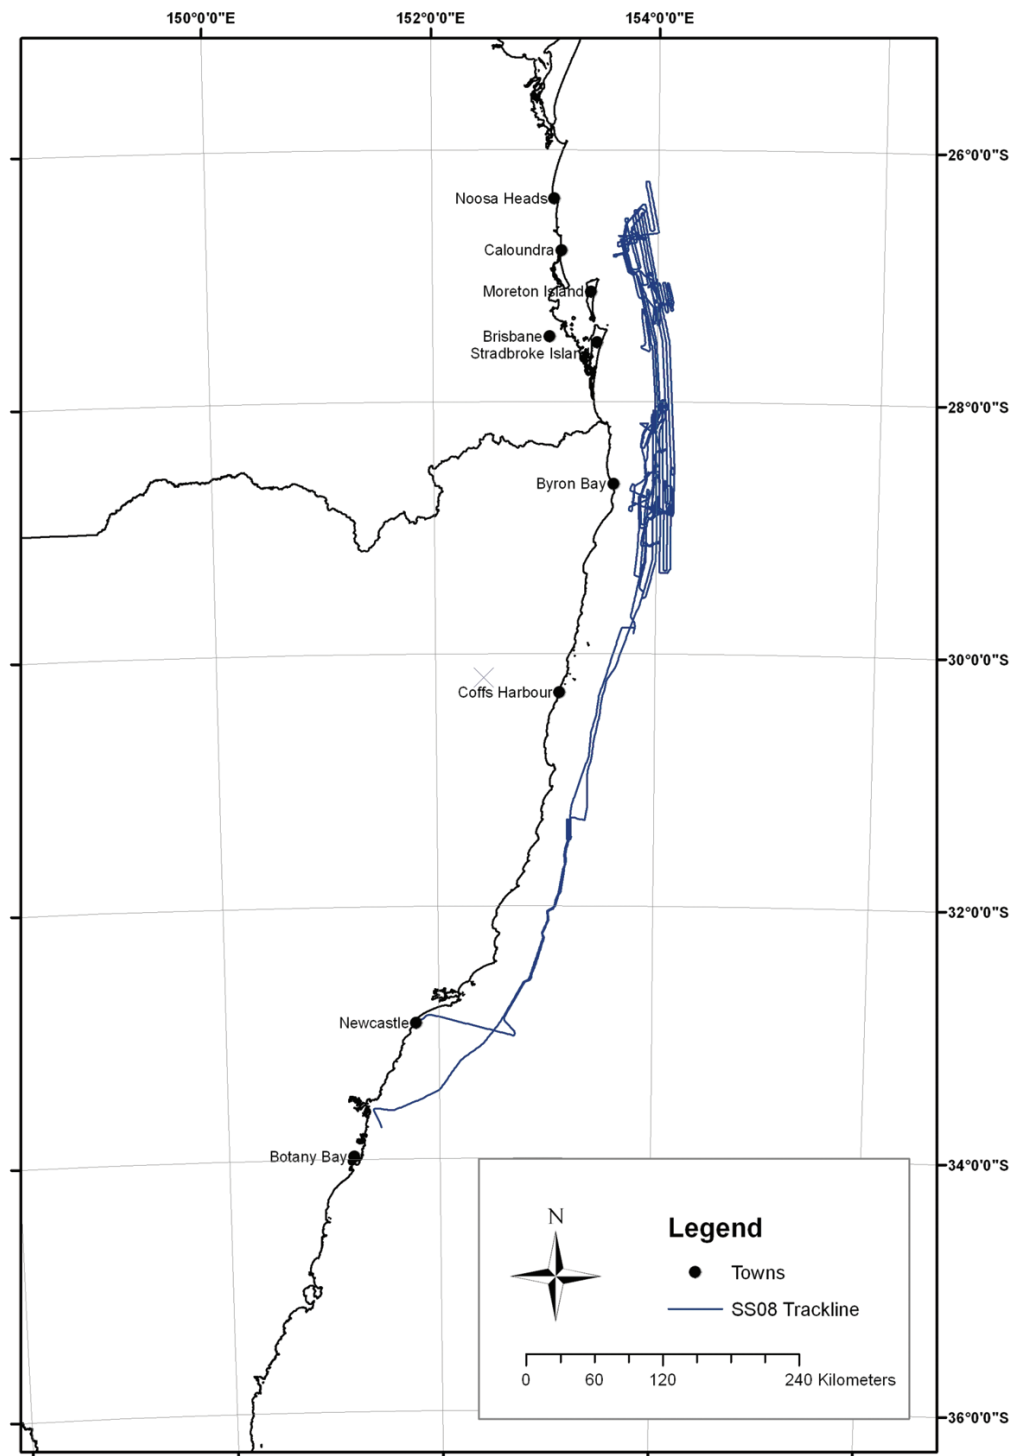 150°0'0"E 152°0'0"E 154°0'0"E
26°0'0"S
Noosa Heads
Caloundra
Moreton Island
Brisbane
Stradbroke Islan
28°0'0"S
Byron Bay
30°0'0"S
Coffs Harbour
32°0'0"S
Newcastle
Botany Bay
34°0'0"S
N
Legend
Towns
SS08 Trackline
0 60 120 240 Kilometers
36°0'0"S